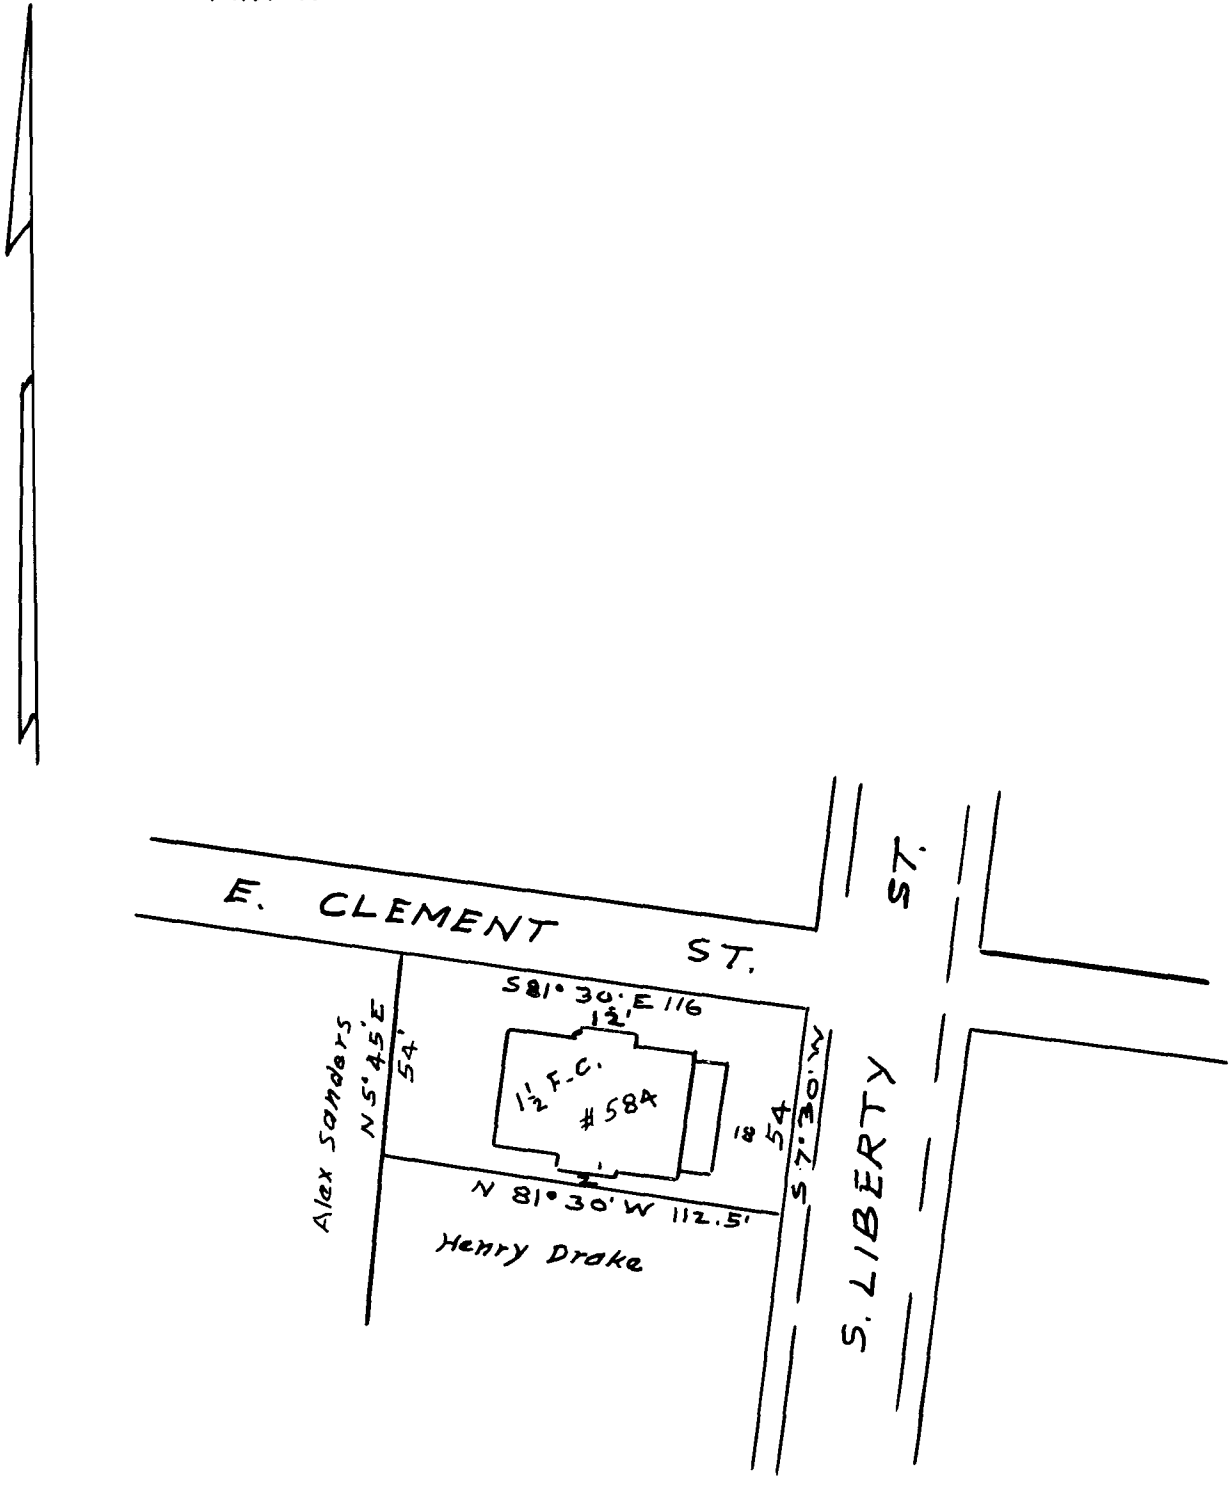 E. CLEMENT ST.
S. LIBERTY ST.
S 81° 30' E 116
12'
N 5° 45' E
54'
Alex Sanders
1½ F-C.
# 584
18
54
S 7° 30' W
2'
N 81° 30' W 112.5'
Henry Drake